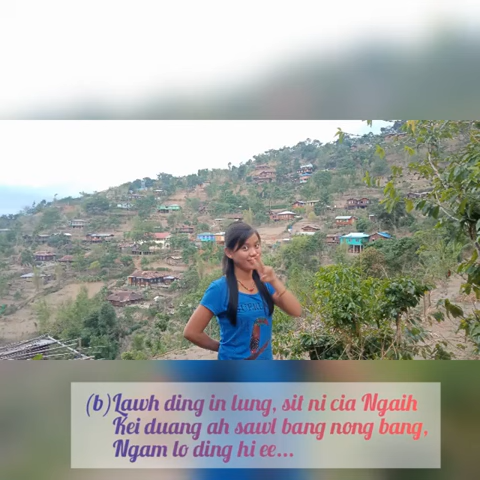 (b)Lawh ding in lung, sit ni cia Ngaih
Kei duang ah sawl bang nong bang,
Ngam lo ding hi ee...